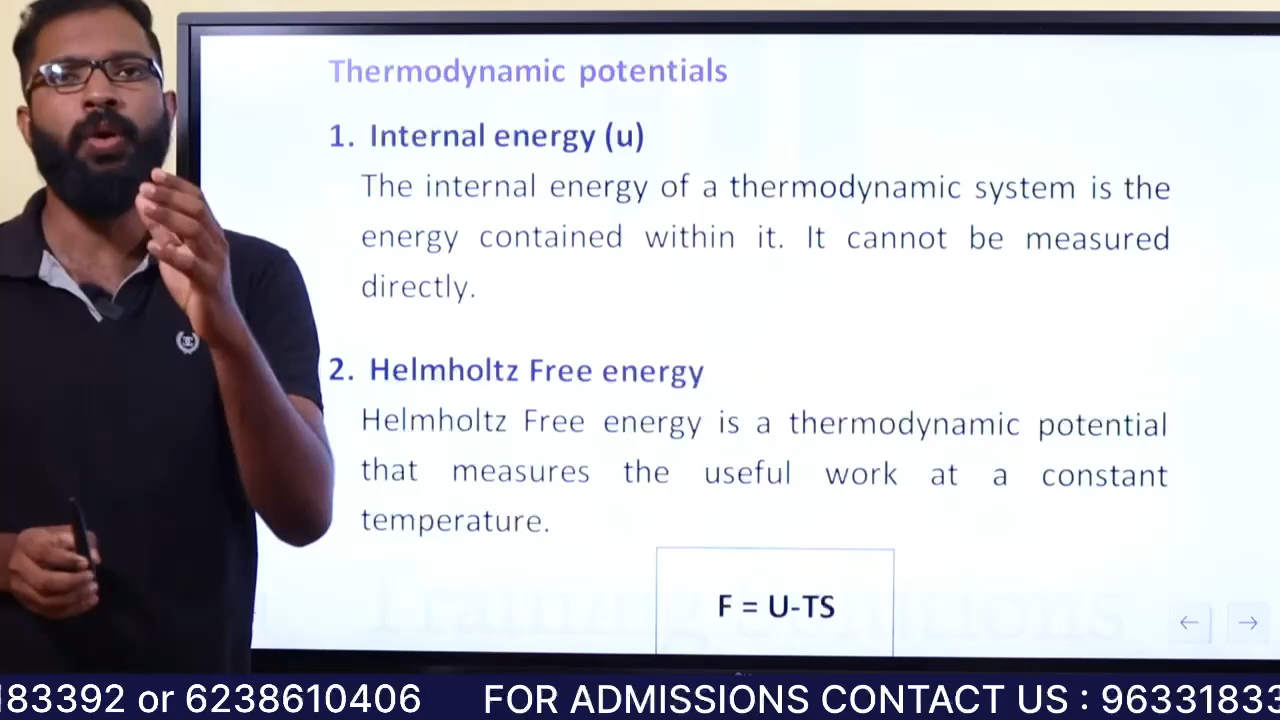 Thermodynamic potentials
1. Internal energy (u)
The internal energy of a thermodynamic system is the
energy contained within it. It cannot be measured
directly.
2. Helmholtz Free energy
Helmholtz Free energy is a thermodynamic potential
that measures the useful work at a constant
temperature.
F = U-TS
Training Solutions
183392 or 6238610406 FOR ADMISSIONS CONTACT US : 96331833